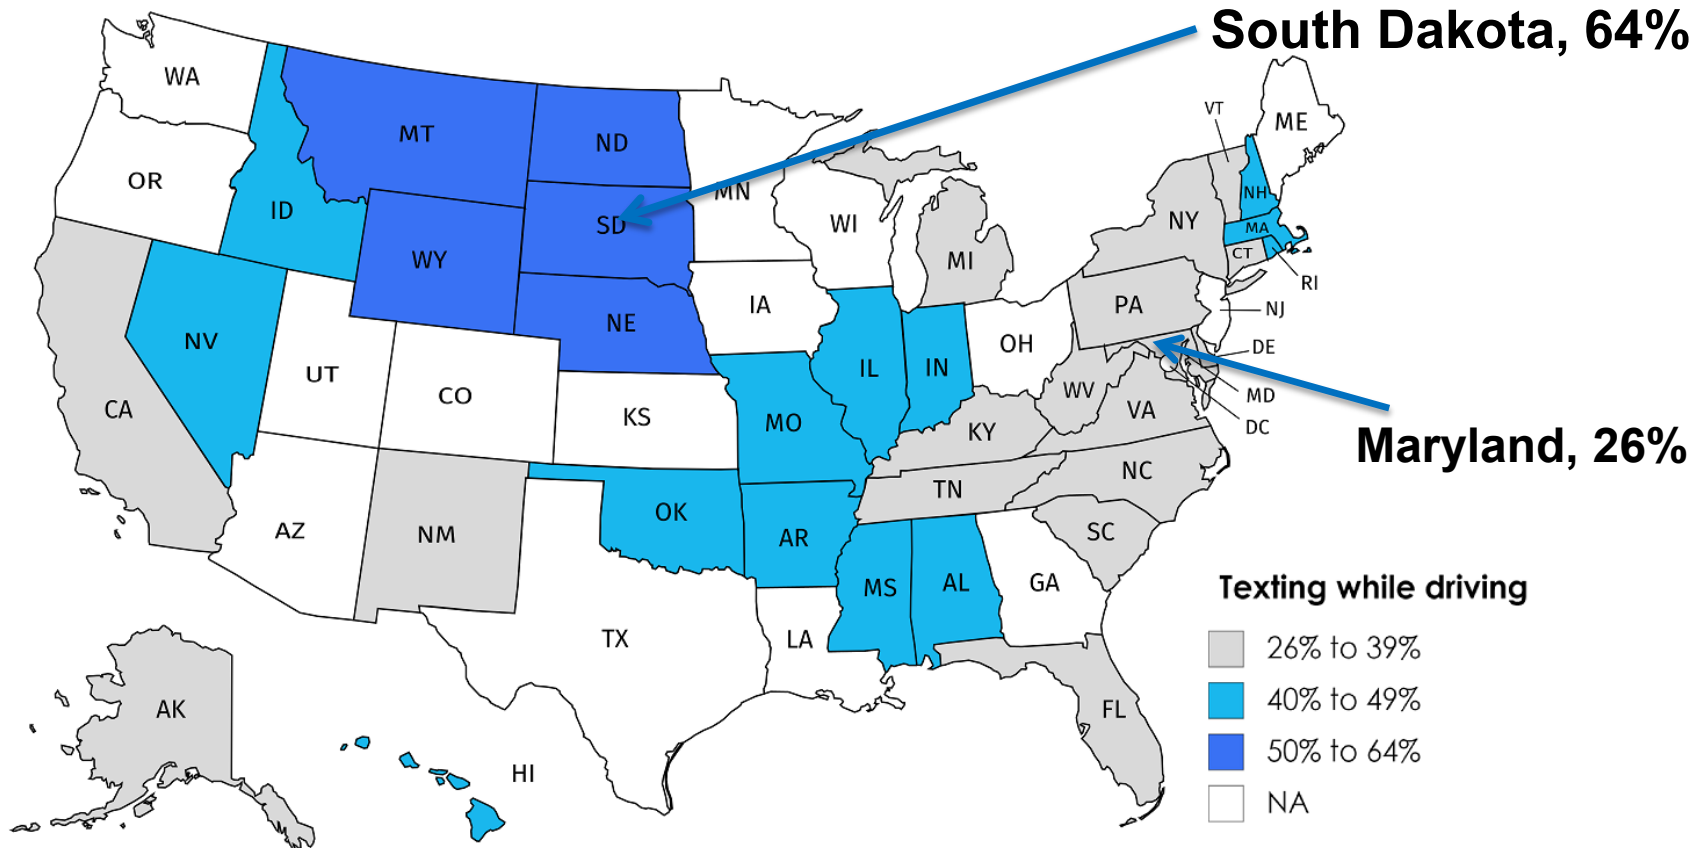 South Dakota, 64%
WA
MT
ND
VT
ME
OR
ID
SD
MN
WI
NY
NH
MA
CT
WY
MI
RI
NV
NE
IA
PA
NJ
UT
CO
IL
IN
OH
DE
CA
KS
MO
KY
WV
VA
MD
DC
Maryland, 26%
AZ
NM
OK
AR
TN
NC
SC
MS
AL
GA
TX
LA
AK
HI
FL
Texting while driving
26% to 39%
40% to 49%
50% to 64%
NA